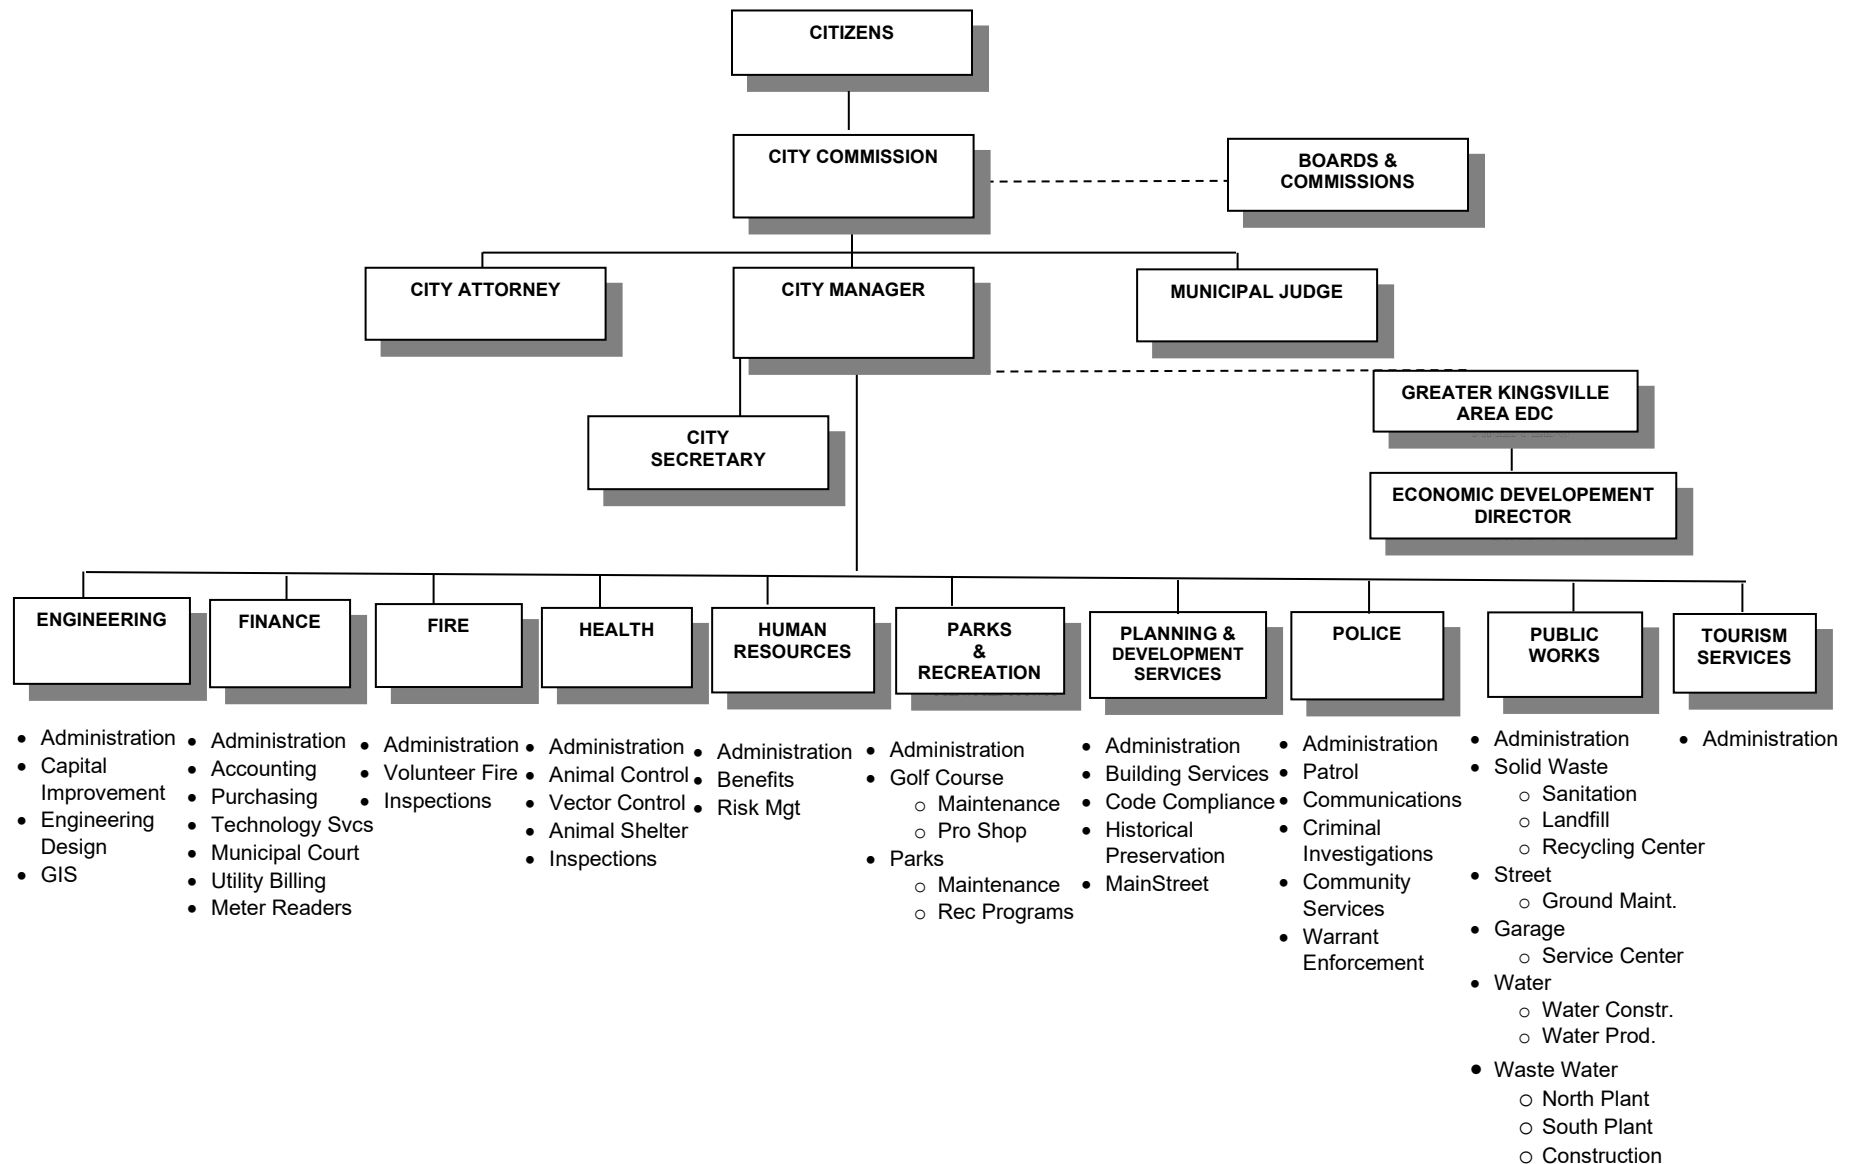 CITIZENS
CITY COMMISSION
BOARDS &
COMMISSIONS
CITY ATTORNEY
CITY MANAGER
MUNICIPAL JUDGE
GREATER KINGSVILLE
AREA EDC
CITY
SECRETARY
ECONOMIC DEVELOPEMENT
DIRECTOR
ENGINEERING
• Administration
• Capital
Improvement
• Engineering
Design
• GIS
FINANCE
• Administration
• Accounting
• Purchasing
• Technology Svcs
• Municipal Court
• Utility Billing
• Meter Readers
FIRE
• Administration
• Volunteer Fire
• Inspections
HEALTH
• Administration
• Animal Control
• Vector Control
• Animal Shelter
• Inspections
HUMAN
RESOURCES
• Administration
• Benefits
• Risk Mgt
PARKS
&
RECREATION
• Administration
• Golf Course
○ Maintenance
○ Pro Shop
• Parks
○ Maintenance
○ Rec Programs
PLANNING &
DEVELOPMENT
SERVICES
• Administration
• Building Services
• Code Compliance
• Historical
Preservation
• MainStreet
POLICE
• Administration
• Patrol
• Communications
• Criminal
Investigations
• Community
Services
• Warrant
Enforcement
PUBLIC
WORKS
• Administration
• Solid Waste
○ Sanitation
○ Landfill
○ Recycling Center
• Street
○ Ground Maint.
• Garage
○ Service Center
• Water
○ Water Constr.
○ Water Prod.
• Waste Water
○ North Plant
○ South Plant
○ Construction
TOURISM
SERVICES
• Administration